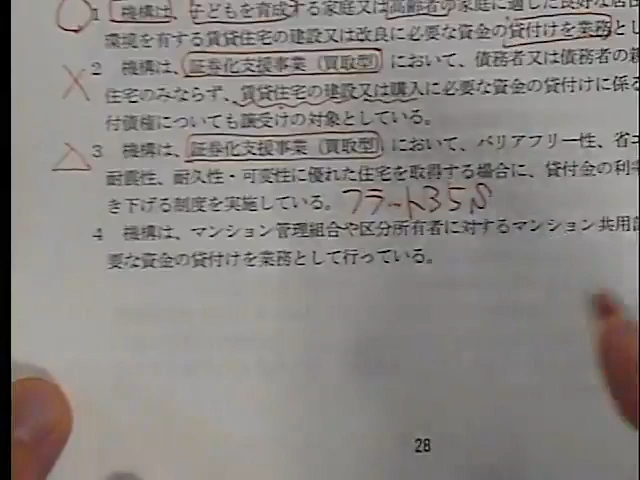 1 機構は、子どもを育成する家庭又は高齢者の家庭に適した良好な居住
環境を有する賃貸住宅の建設又は改良に必要な資金の貸付けを業務とし
2 機構は、証券化支援事業（買取型）において、債務者又は債務者の親
住宅のみならず、賃貸住宅の建設又は購入に必要な資金の貸付けに係る
付債権についても譲受けの対象としている。
3 機構は、証券化支援事業（買取型）において、バリアフリー性、省エ
耐震性、耐久性・可変性に優れた住宅を取得する場合に、貸付金の利率
き下げる制度を実施している。 フラート35S
4 機構は、マンション管理組合や区分所有者に対するマンション共用部
要な資金の貸付けを業務として行っている。
28